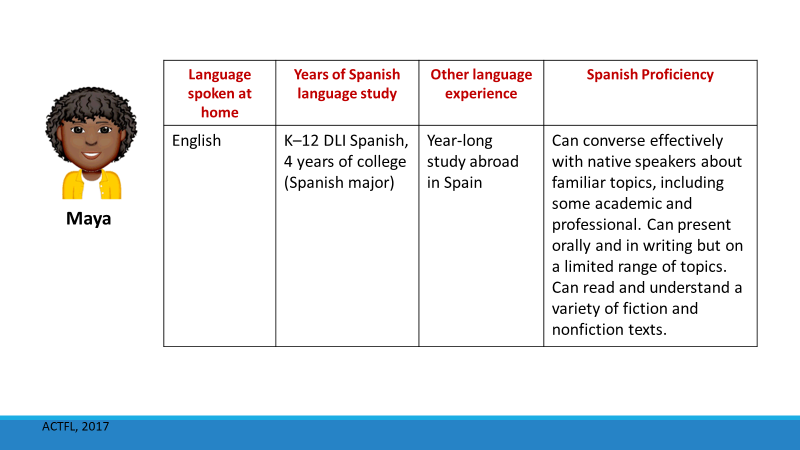 Language
spoken at
home
Years of Spanish
language study
Other language
experience
Spanish Proficiency
English
K–12 DLI Spanish,
4 years of college
(Spanish major)
Year-long
study abroad
in Spain
Can converse effectively
with native speakers about
familiar topics, including
some academic and
professional. Can present
orally and in writing but on
a limited range of topics.
Can read and understand a
variety of fiction and
nonfiction texts.
Maya
ACTFL, 2017